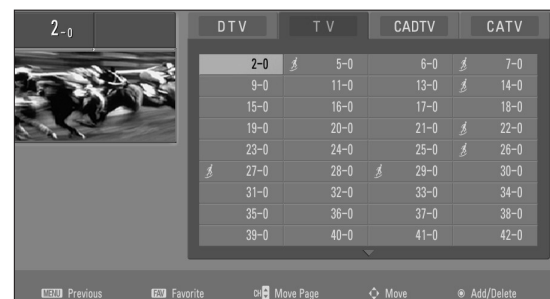 2-0
DTV TV CADTV CATV
2-0 5-0 6-0 7-0
9-0 11-0 13-0 14-0
15-0 16-0 17-0 18-0
19-0 20-0 21-0 22-0
23-0 24-0 25-0 26-0
27-0 28-0 29-0 30-0
31-0 32-0 33-0 34-0
35-0 36-0 37-0 38-0
39-0 40-0 41-0 42-0
MENU Previous FAV Favorite CH Move Page Move Add/Delete